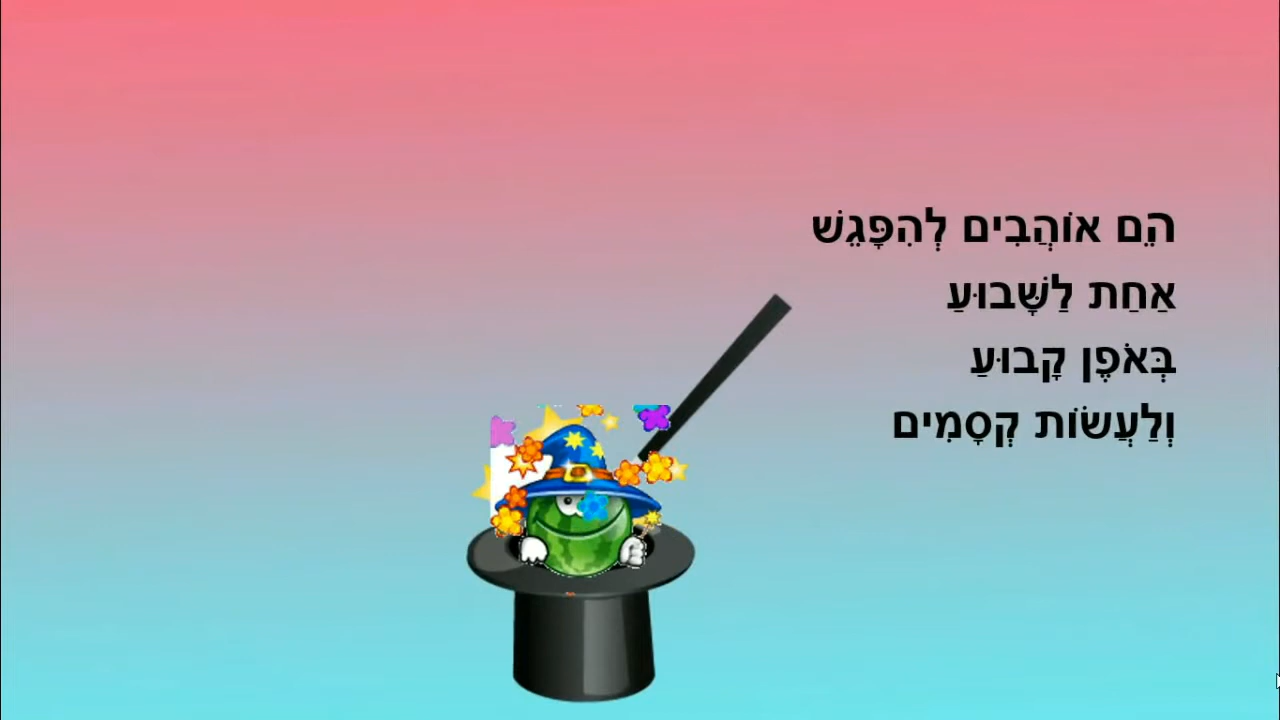 הֵם אוֹהֲבִים לְהִפָּגֵשׁ
אַחַת לַשָּׁבוּעַ
בְּאֹפֶן קָבוּעַ
וְלַעֲשׂוֹת קְסָמִים